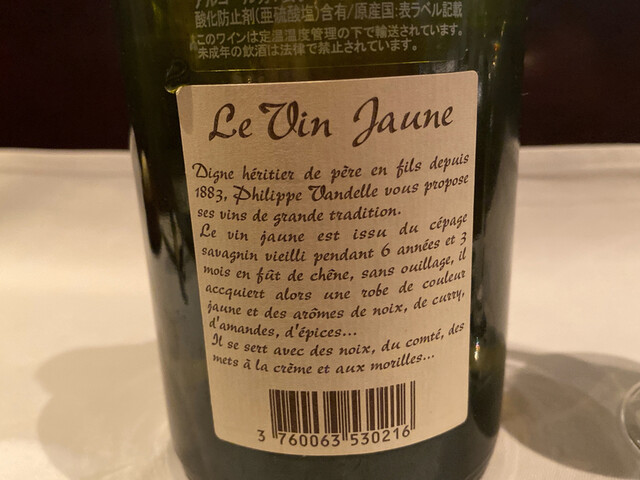 酸化防止剤(亜硫酸塩)含有/原産国:表ラベル記載
このワインは定温温度管理の下で輸送されています。
未成年の飲酒は法律で禁止されています。
Le Vin Jaune
Digne héritier de père en fils depuis
1883, Philippe Vandelle vous propose
ses vins de grande tradition.
Le vin jaune est issu du cépage
savagnin vieilli pendant 6 années et 3
mois en fût de chêne, sans ouillage, il
accquiert alors une robe de couleur
jaune et des arômes de noix, de curry,
d'amandes, d'épices...
Il se sert avec des noix, du comté, des
mets à la crème et aux morilles...
3 760063 530216